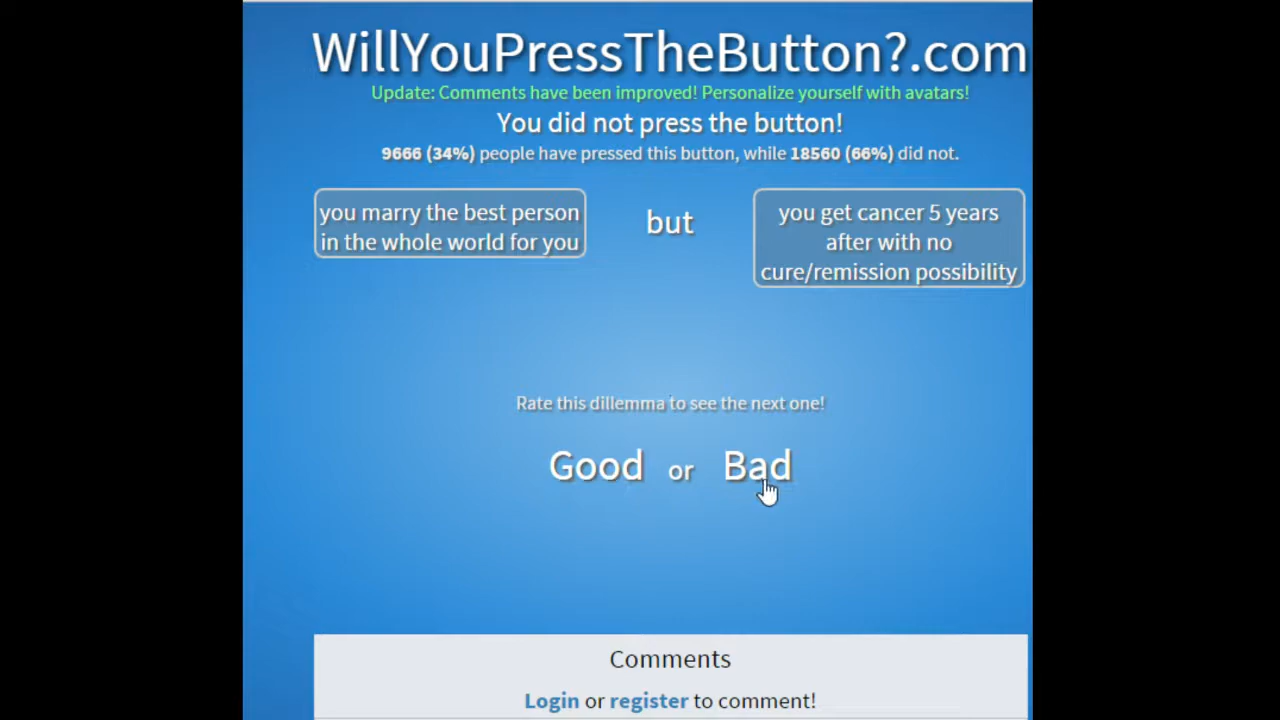 WillYouPressTheButton?.com
Update: Comments have been improved! Personalize yourself with avatars!
You did not press the button!
9666 (34%) people have pressed this button, while 18560 (66%) did not.
you marry the best person
in the whole world for you
but
you get cancer 5 years
after with no
cure/remission possibility
Rate this dillemma to see the next one!
Good or Bad
Comments
Login or register to comment!